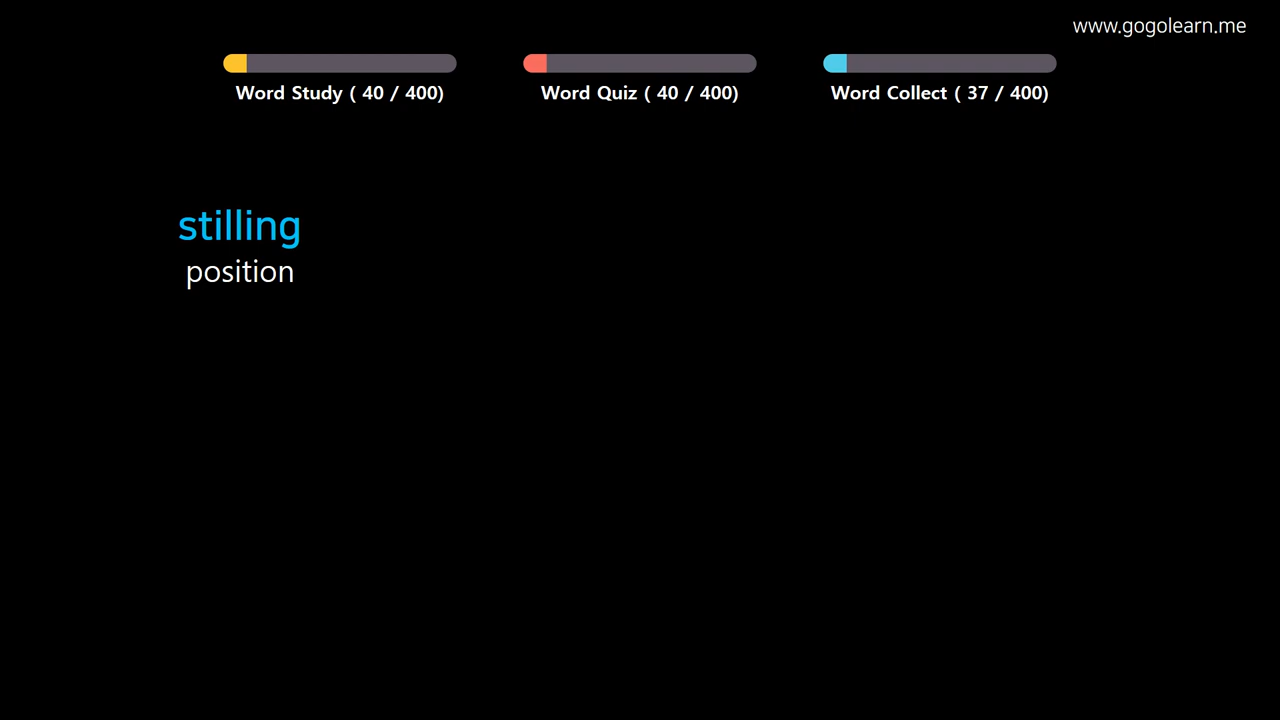 www.gogolearn.me
Word Study ( 40 / 400)
Word Quiz ( 40 / 400)
Word Collect ( 37 / 400)
stilling
position